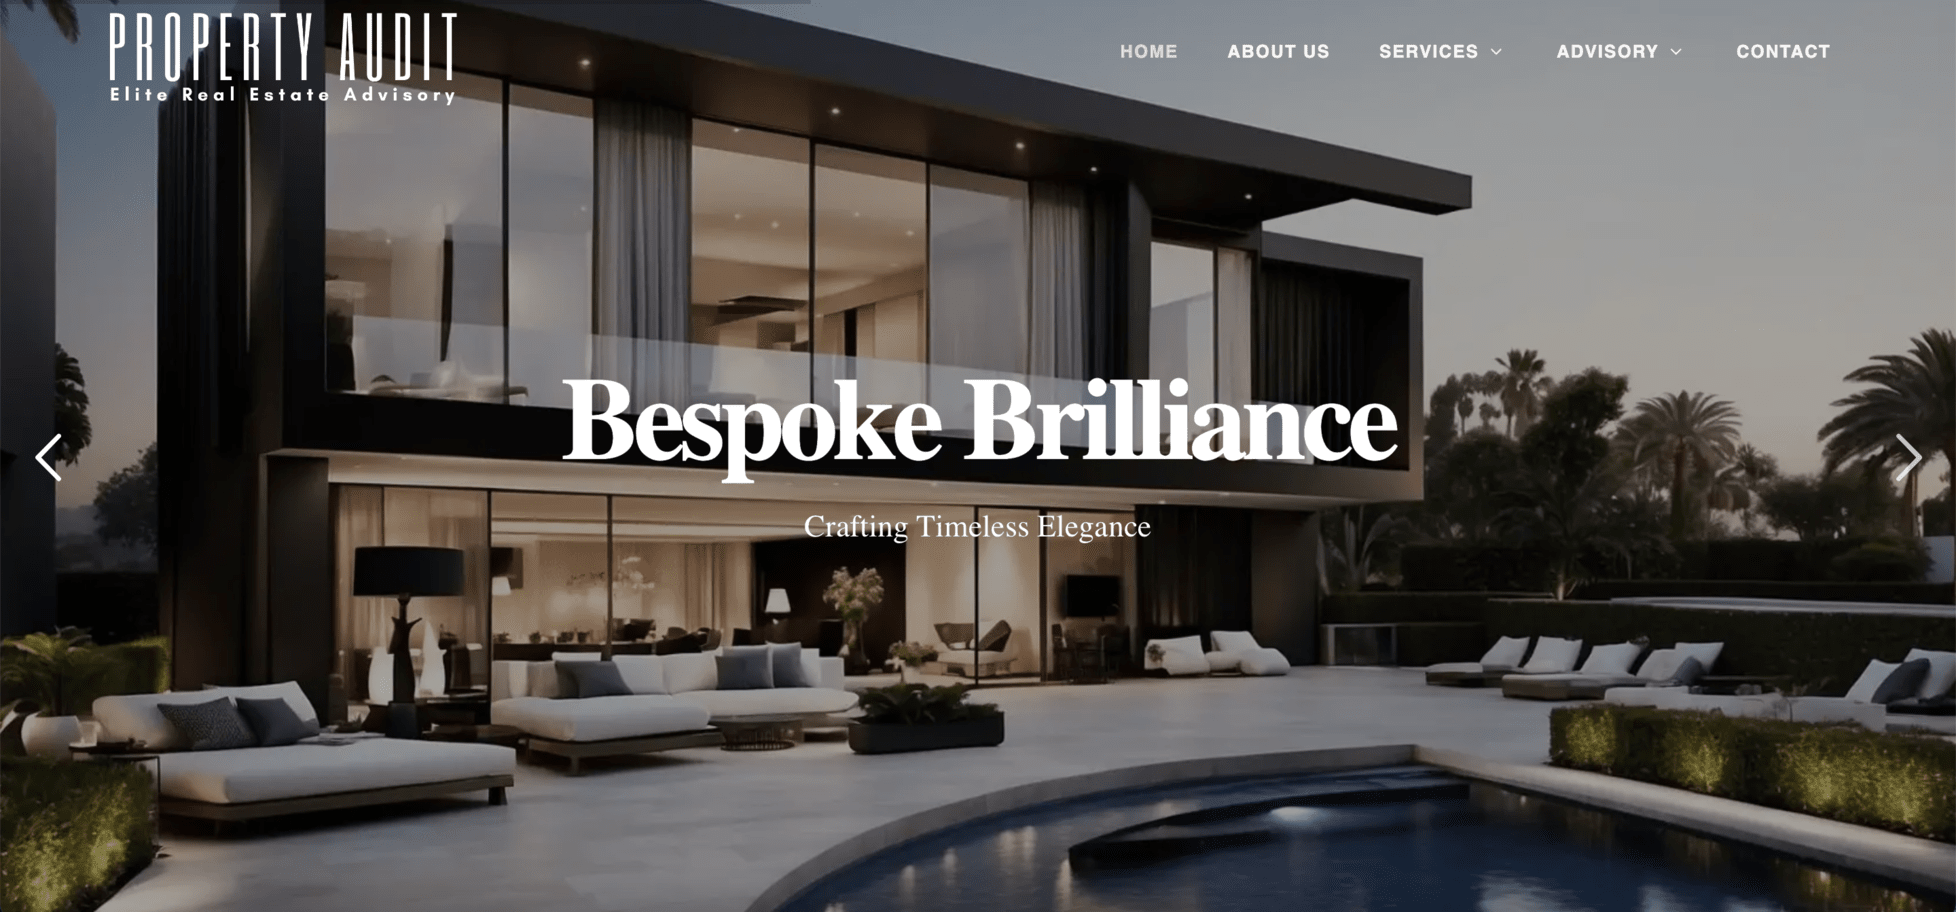 PROPERTY AUDIT
Elite Real Estate Advisory
HOME ABOUT US SERVICES ADVISORY CONTACT
Bespoke Brilliance
Crafting Timeless Elegance